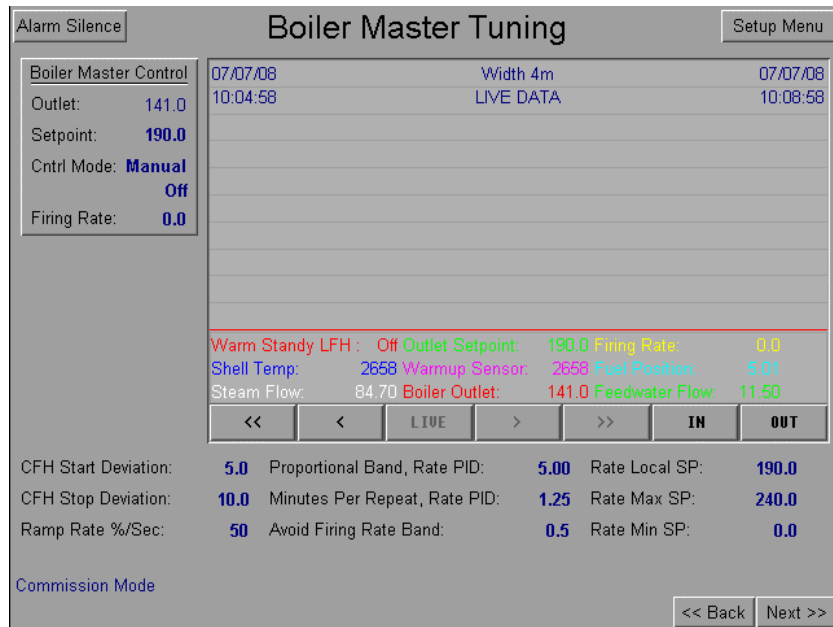 Alarm Silence
Boiler Master Tuning
Setup Menu
Boiler Master Control
Outlet: 141.0
Setpoint: 190.0
Cntrl Mode: Manual
Off
Firing Rate: 0.0
07/07/08 Width 4m 07/07/08
10:04:58 LIVE DATA 10:08:58
Warm Standy LFH : Off Outlet Setpoint: 190.0 Firing Rate: 0.0
Shell Temp: 2658 Warmup Sensor: 2658 Fuel Position: 5.01
Steam Flow: 84.70 Boiler Outlet: 141.0 Feedwater Flow: 11.50
<< < LIVE > >> IN OUT
CFH Start Deviation: 5.0 Proportional Band, Rate PID: 5.00 Rate Local SP: 190.0
CFH Stop Deviation: 10.0 Minutes Per Repeat, Rate PID: 1.25 Rate Max SP: 240.0
Ramp Rate %/Sec: 50 Avoid Firing Rate Band: 0.5 Rate Min SP: 0.0
Commission Mode
<< Back Next >>